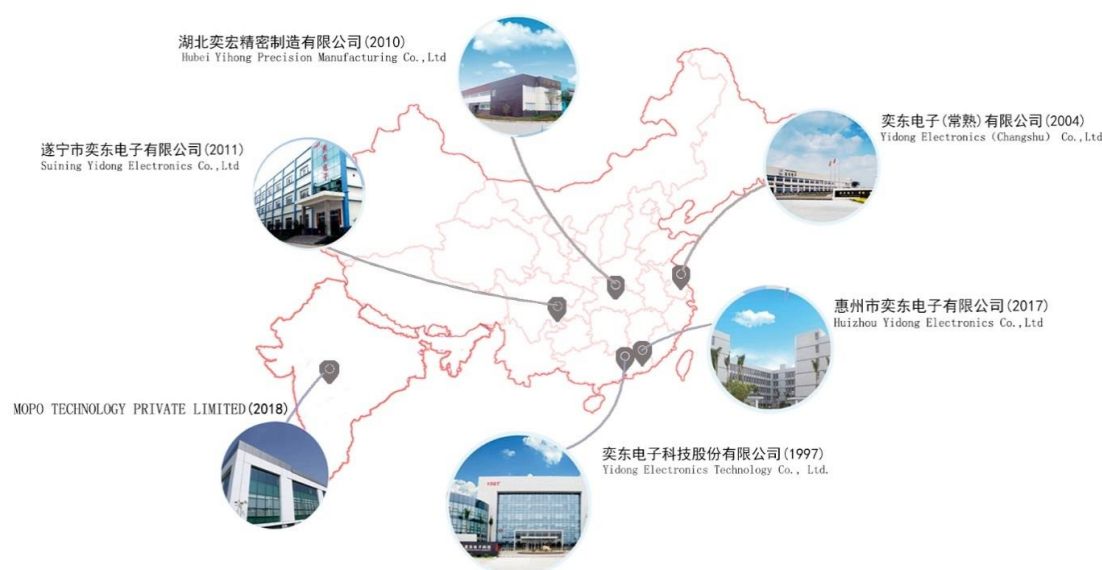 湖北奕宏精密制造有限公司(2010)
Hubei Yihong Precision Manufacturing Co.,Ltd
奕东电子(常熟)有限公司(2004)
Yidong Electronics (Changshu) Co.,Ltd
遂宁市奕东电子有限公司(2011)
Suining Yidong Electronics Co.,Ltd
惠州市奕东电子有限公司(2017)
Huizhou Yidong Electronics Co.,Ltd
MOPO TECHNOLOGY PRIVATE LIMITED(2018)
奕东电子科技股份有限公司(1997)
Yidong Electronics Technology Co., Ltd.